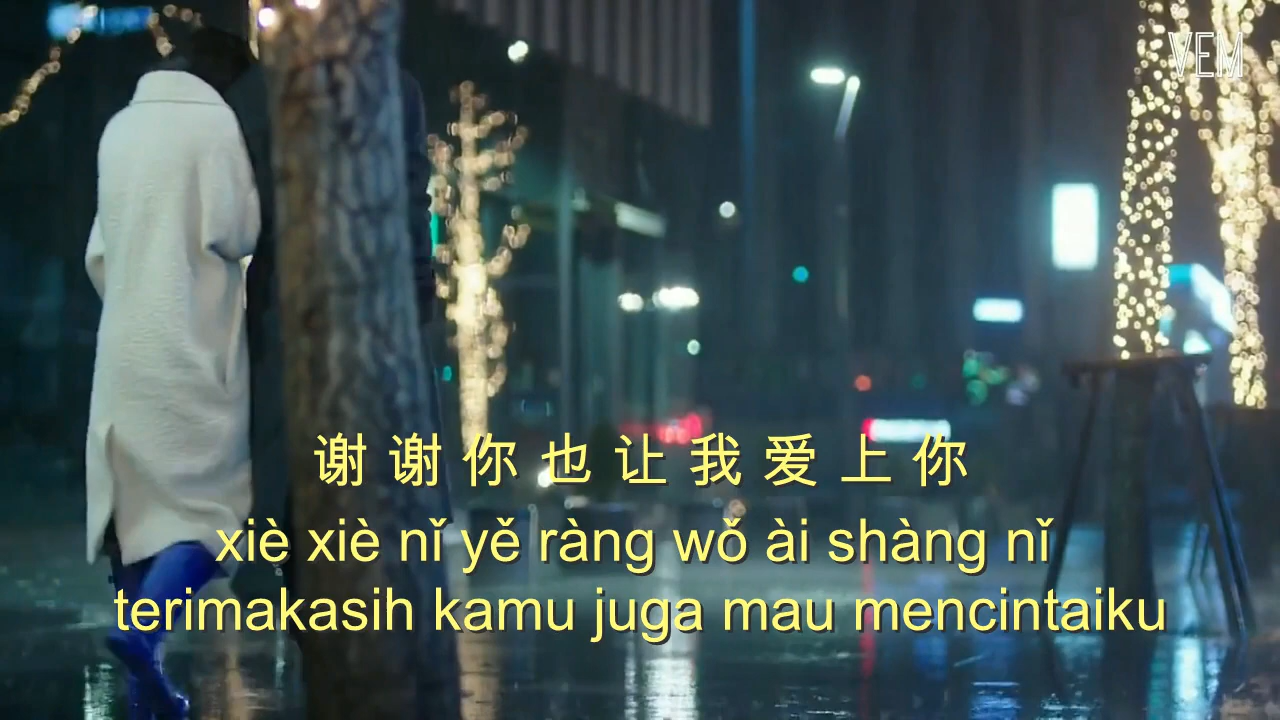 VEM
谢谢你也让我爱上你
xiè xiè nǐ yě ràng wǒ ài shàng nǐ
terimakasih kamu juga mau mencintaiku